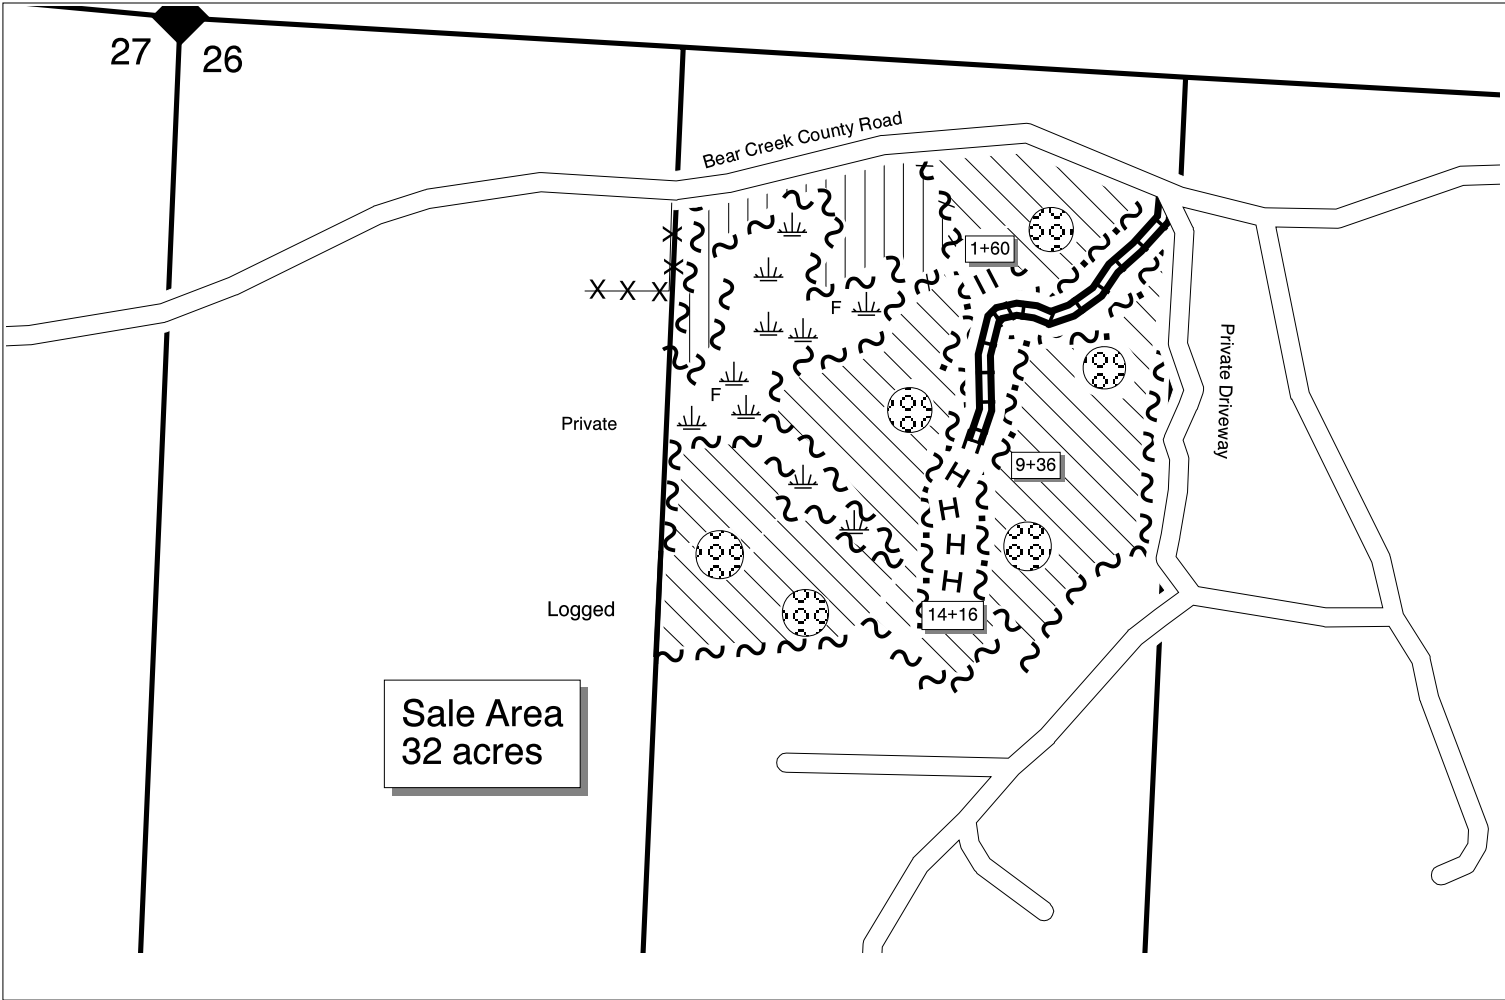 27 26
Bear Creek County Road
1+60
X
X
X X X
F
Private Driveway
F
Private
9+36
H
H
H
H
Logged
14+16
Sale Area
32 acres